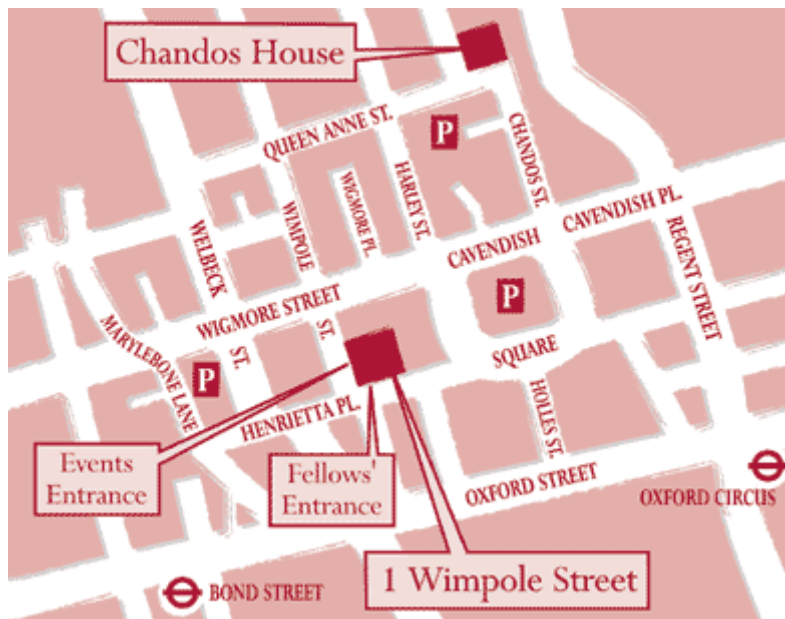 Chandos House
QUEEN ANNE ST.
P
CHANDOS ST.
HARLEY ST.
WIGMORE PL.
WIMPOLE
ST.
WELBECK
ST.
CAVENDISH
SQUARE
CAVENDISH PL.
REGENT STREET
P
WIGMORE STREET
MARYLEBONE LANE
P
HENRIETTA PL.
HOLLES ST.
Events
Entrance
Fellows'
Entrance
OXFORD STREET
OXFORD CIRCUS
1 Wimpole Street
BOND STREET